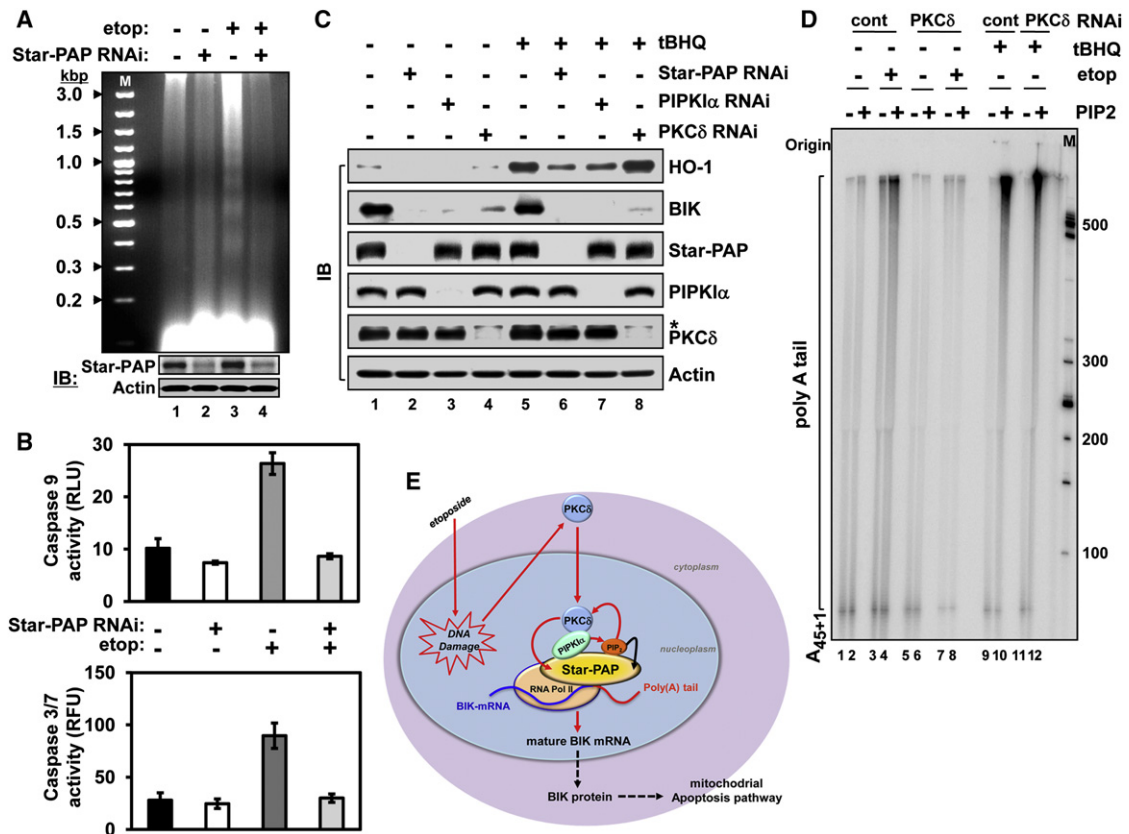 A
etop: - - + +
Star-PAP RNAi: - + - +
kbp
M
3.0
1.5
1.0
0.5
0.3
0.2
Star-PAP
IB:
Actin
1 2 3 4
B
30
20
10
0
Caspase 9
activity (RLU)
Star-PAP RNAi: - + - +
etop: - - + +
150
100
50
0
Caspase 3/7
activity (RFU)
C
- - - - + + + + tBHQ
- + - - - + - - Star-PAP RNAi
- - + - - - + - PIPKIα RNAi
- - - + - - - + PKCδ RNAi
HO-1
BIK
Star-PAP
PIPKIα
*
PKCδ
Actin
IB
1 2 3 4 5 6 7 8
D
cont PKCδ cont PKCδ RNAi
- - - - + + tBHQ
- + - + - - etop
- + - + - + - + - + - + PIP2
Origin
M
500
300
200
100
poly A tail
A45+1
1 2 3 4 5 6 7 8 9 10 11 12
E
etoposide
PKCδ
cytoplasm
DNA
Damage
PKCδ
PIPKIα
PIP2
nucleoplasm
Star-PAP
RNA Pol II
BIK-mRNA
Poly(A) tail
mature BIK mRNA
BIK protein
mitochodrial
Apoptosis pathway